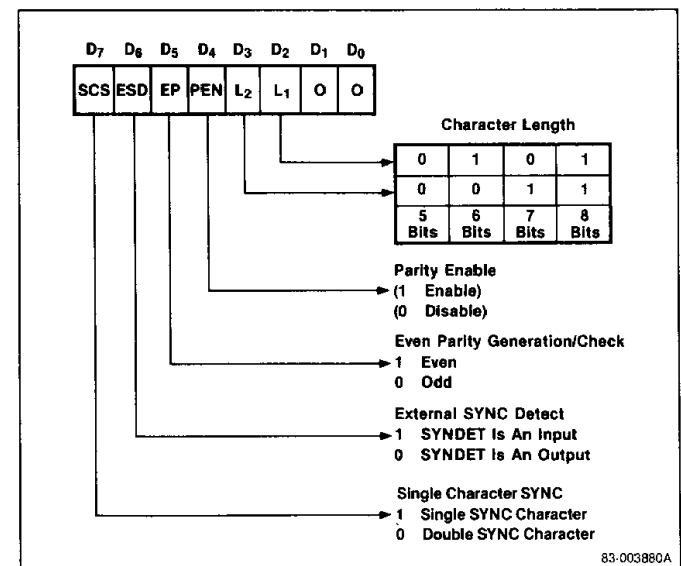 D7 D6 D5 D4 D3 D2 D1 D0
SCS ESD EP PEN L2 L1 O O
Character Length
0 1 0 1
0 0 1 1
5 Bits 6 Bits 7 Bits 8 Bits
Parity Enable
(1 Enable)
(0 Disable)
Even Parity Generation/Check
1 Even
0 Odd
External SYNC Detect
1 SYNDET Is An Input
0 SYNDET Is An Output
Single Character SYNC
1 Single SYNC Character
0 Double SYNC Character
83-003880A